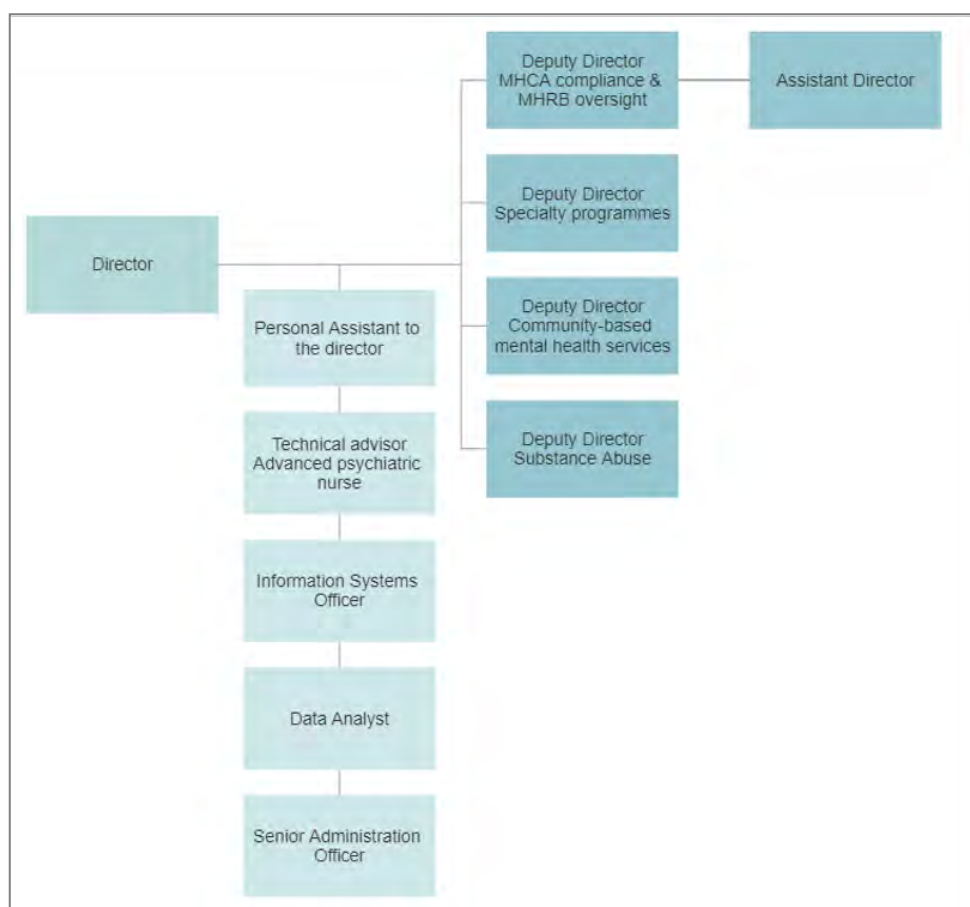 Director
Personal Assistant to
the director
Technical advisor
Advanced psychiatric
nurse
Information Systems
Officer
Data Analyst
Senior Administration
Officer
Deputy Director
MHCA compliance &
MHRB oversight
Assistant Director
Deputy Director
Specialty programmes
Deputy Director
Community-based
mental health services
Deputy Director
Substance Abuse